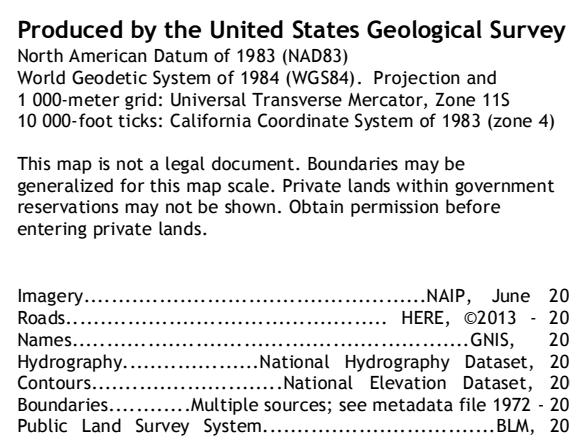 Produced by the United States Geological Survey
North American Datum of 1983 (NAD83)
World Geodetic System of 1984 (WGS84). Projection and
1 000-meter grid: Universal Transverse Mercator, Zone 11S
10 000-foot ticks: California Coordinate System of 1983 (zone 4)
This map is not a legal document. Boundaries may be
generalized for this map scale. Private lands within government
reservations may not be shown. Obtain permission before
entering private lands.
Imagery................................................NAIP, June 20
Roads............................................. HERE, ©2013 - 20
Names.......................................................GNIS, 20
Hydrography...................National Hydrography Dataset, 20
Contours...........................National Elevation Dataset, 20
Boundaries...........Multiple sources; see metadata file 1972 - 20
Public Land Survey System.................................BLM, 20